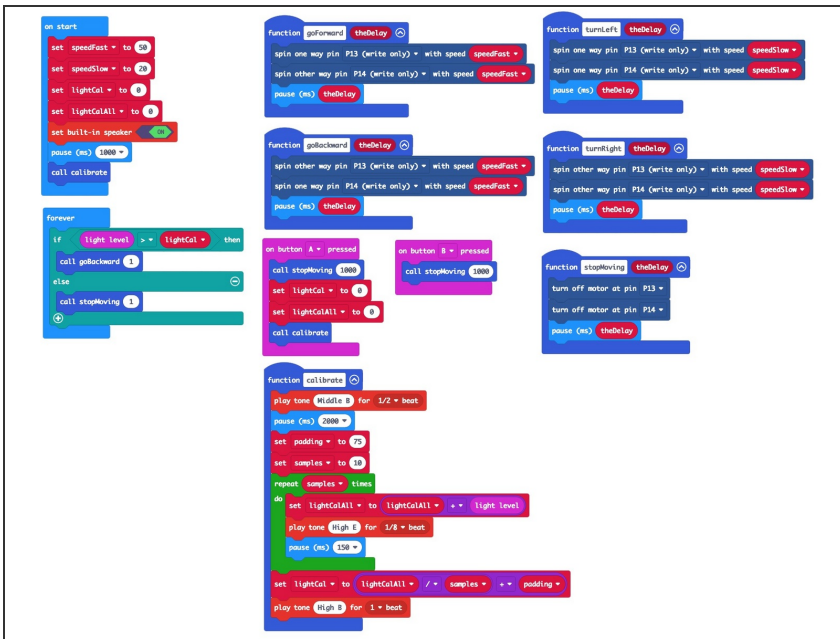 on start
set speedFast to 50
set speedSlow to 20
set lightCal to 0
set lightCalAll to 0
set built-in speaker ON
pause (ms) 1000
call calibrate
forever
if light level > lightCal then
call goBackward 1
else
call stopMoving 1
function goForward theDelay
spin one way pin P13 (write only) with speed speedFast
spin other way pin P14 (write only) with speed speedFast
pause (ms) theDelay
function goBackward theDelay
spin other way pin P13 (write only) with speed speedFast
spin one way pin P14 (write only) with speed speedFast
pause (ms) theDelay
on button A pressed
call stopMoving 1000
set lightCal to 0
set lightCalAll to 0
call calibrate
on button B pressed
call stopMoving 1000
function calibrate
play tone Middle B for 1/2 beat
pause (ms) 2000
set padding to 75
set samples to 10
repeat samples times
do set lightCalAll to lightCalAll + light level
play tone High E for 1/8 beat
pause (ms) 150
set lightCal to lightCalAll / samples + padding
play tone High B for 1 beat
function turnLeft theDelay
spin one way pin P13 (write only) with speed speedSlow
spin one way pin P14 (write only) with speed speedSlow
pause (ms) theDelay
function turnRight theDelay
spin other way pin P13 (write only) with speed speedSlow
spin other way pin P14 (write only) with speed speedSlow
pause (ms) theDelay
function stopMoving theDelay
turn off motor at pin P13
turn off motor at pin P14
pause (ms) theDelay